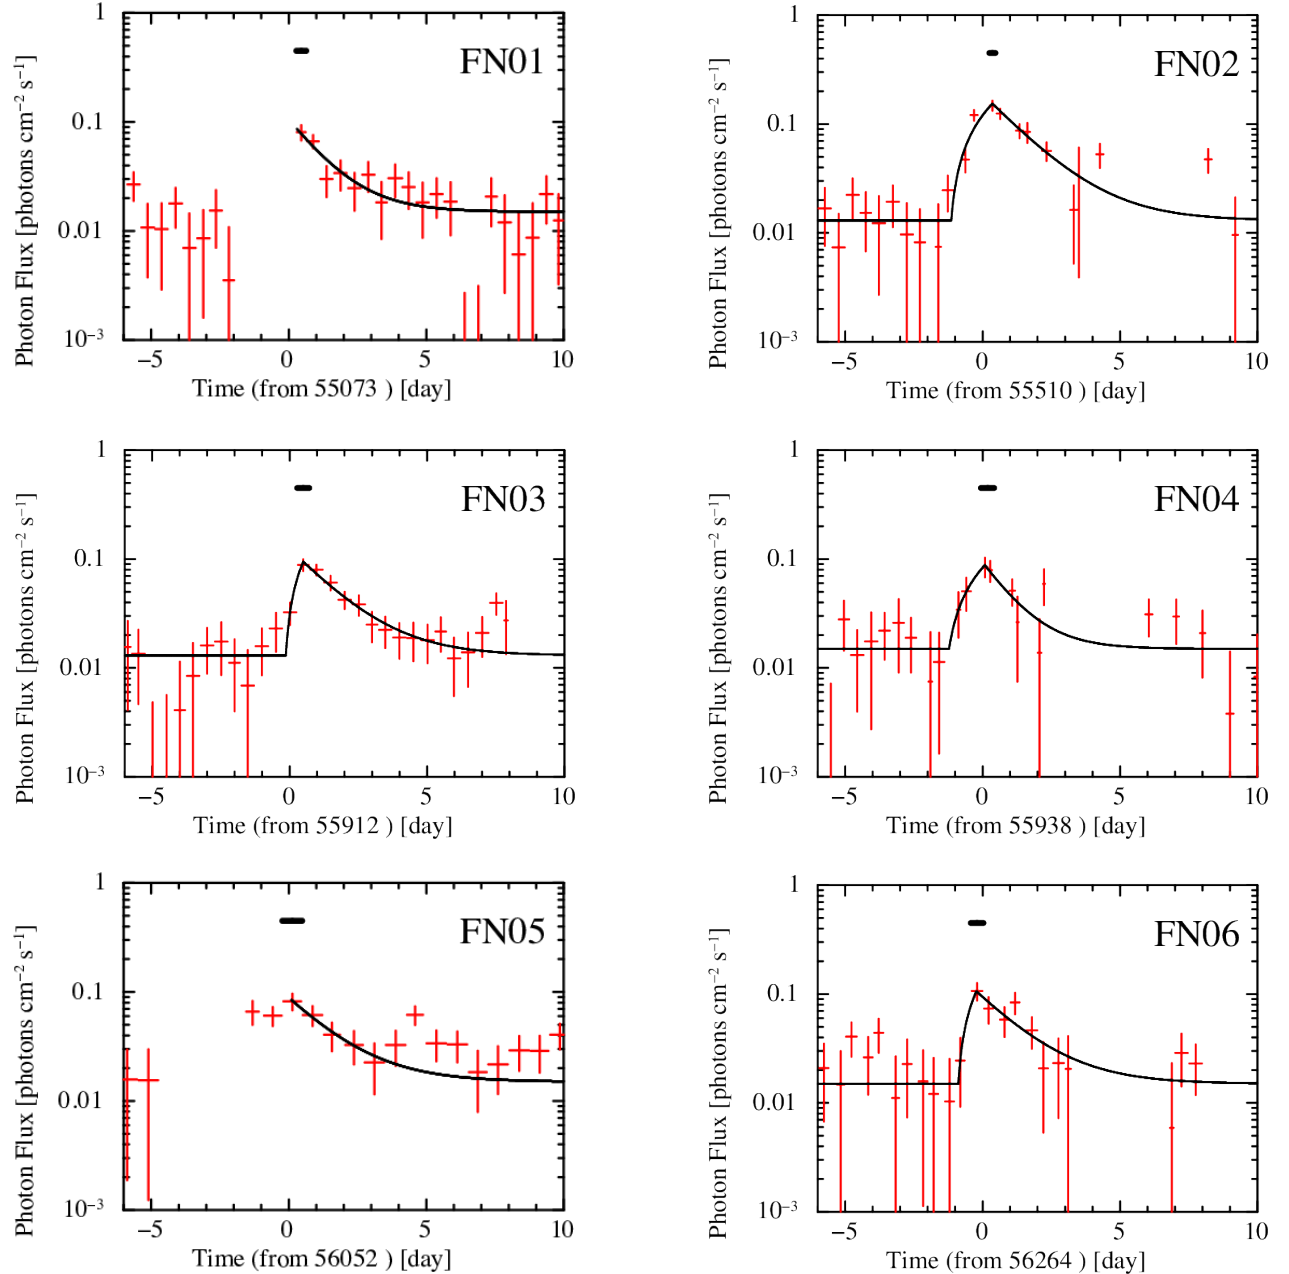 1
0.1
0.01
10⁻³
Photon Flux [photons cm⁻² s⁻¹]
FN01
−5 0 5 10
Time (from 55073 ) [day]
1
0.1
0.01
10⁻³
Photon Flux [photons cm⁻² s⁻¹]
FN02
−5 0 5 10
Time (from 55510 ) [day]
1
0.1
0.01
10⁻³
Photon Flux [photons cm⁻² s⁻¹]
FN03
−5 0 5 10
Time (from 55912 ) [day]
1
0.1
0.01
10⁻³
Photon Flux [photons cm⁻² s⁻¹]
FN04
−5 0 5 10
Time (from 55938 ) [day]
1
0.1
0.01
10⁻³
Photon Flux [photons cm⁻² s⁻¹]
FN05
−5 0 5 10
Time (from 56052 ) [day]
1
0.1
0.01
10⁻³
Photon Flux [photons cm⁻² s⁻¹]
FN06
−5 0 5 10
Time (from 56264 ) [day]